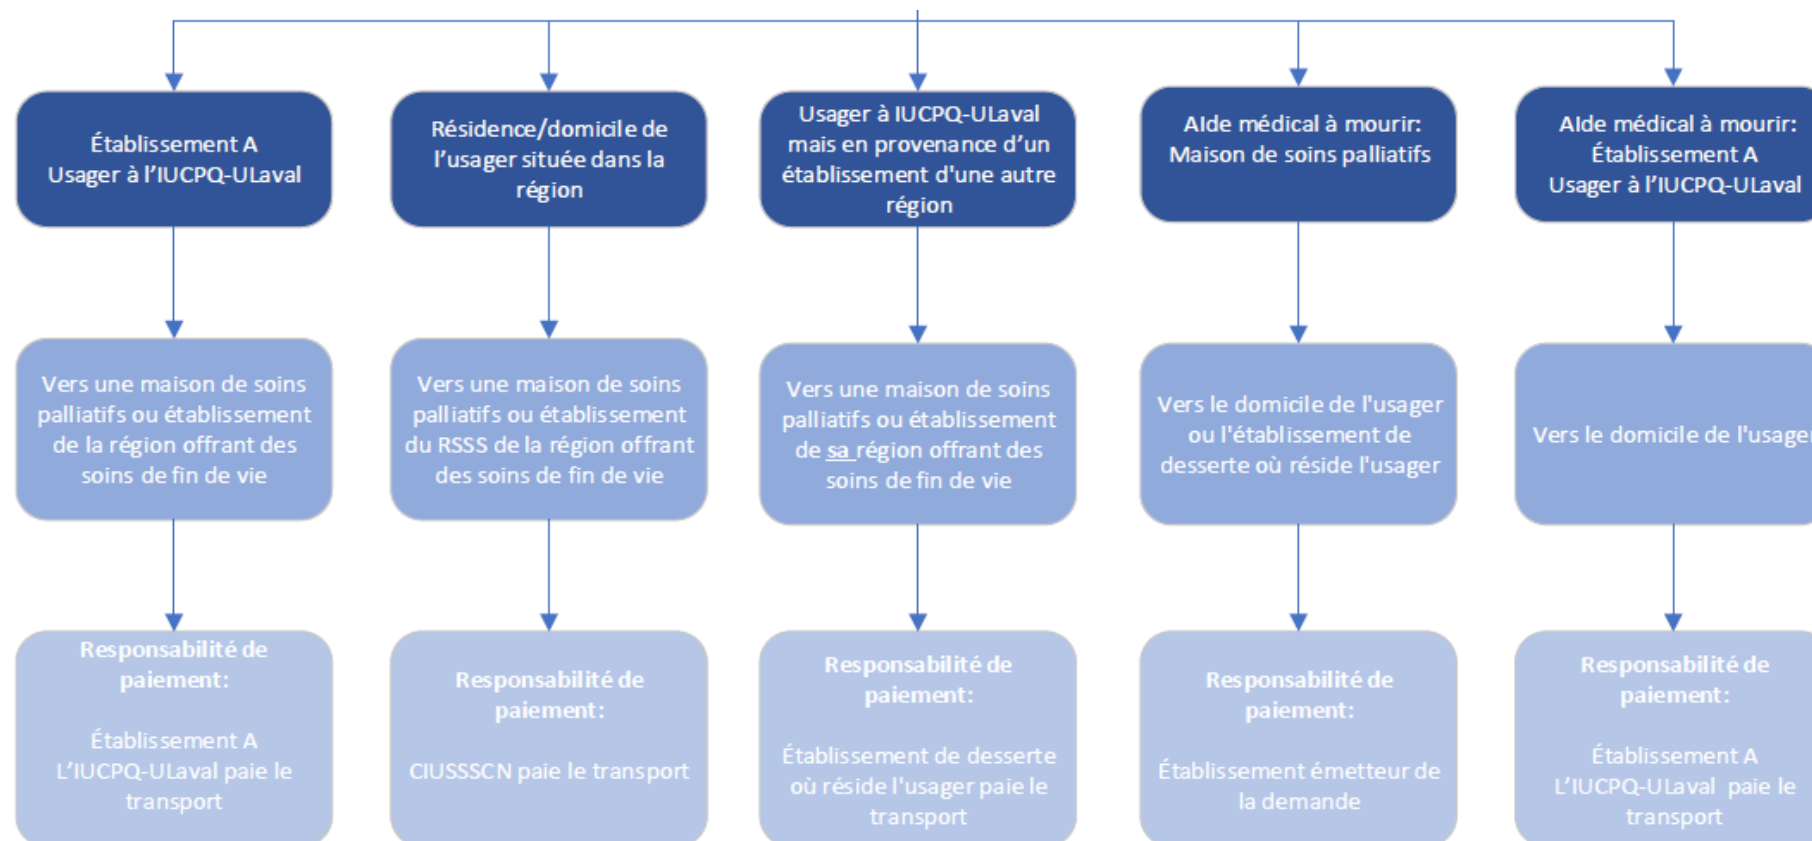 Établissement A
Usager à l'IUCPQ-ULaval
Résidence/domicile de
l'usager située dans la
région
Usager à IUCPQ-ULaval
mais en provenance d'un
établissement d'une autre
région
AIde médical à mourir:
Maison de soins palliatifs
AIde médical à mourir:
Établissement A
Usager à l'IUCPQ-ULaval
Vers une maison de soins
palliatifs ou établissement
de la région offrant des
soins de fin de vie
Vers une maison de soins
palliatifs ou établissement
du RSSS de la région offrant
des soins de fin de vie
Vers une maison de soins
palliatifs ou établissement
de sa région offrant des
soins de fin de vie
Vers le domicile de l'usager
ou l'établissement de
desserte où réside l'usager
Vers le domicile de l'usager
Responsabilité de
paiement:
Établissement A
L'IUCPQ-ULaval paie le
transport
Responsabilité de
paiement:
CIUSSSCN paie le transport
Responsabilité de
paiement:
Établissement de desserte
où réside l'usager paie le
transport
Responsabilité de
paiement:
Établissement émetteur de
la demande
Responsabilité de
paiement:
Établissement A
L'IUCPQ-ULaval paie le
transport